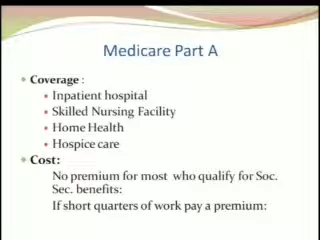 Medicare Part A
Coverage :
Inpatient hospital
Skilled Nursing Facility
Home Health
Hospice care
Cost:
No premium for most who qualify for Soc.
Sec. benefits:
If short quarters of work pay a premium: